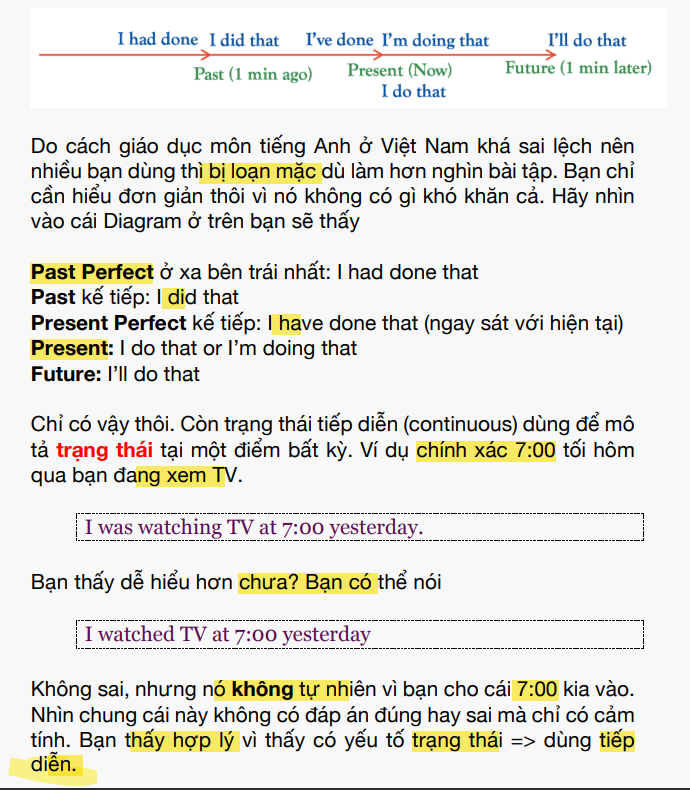 I had done I did that I've done I'm doing that I'll do that
Past (1 min ago) Present (Now) Future (1 min later)
I do that
Do cách giáo dục môn tiếng Anh ở Việt Nam khá sai lệch nên
nhiều bạn dùng thì bị loạn mặc dù làm hơn nghìn bài tập. Bạn chỉ
cần hiểu đơn giản thôi vì nó không có gì khó khăn cả. Hãy nhìn
vào cái Diagram ở trên bạn sẽ thấy
Past Perfect ở xa bên trái nhất: I had done that
Past kế tiếp: I did that
Present Perfect kế tiếp: I have done that (ngay sát với hiện tại)
Present: I do that or I'm doing that
Future: I'll do that
Chỉ có vậy thôi. Còn trạng thái tiếp diễn (continuous) dùng để mô
tả trạng thái tại một điểm bất kỳ. Ví dụ chính xác 7:00 tối hôm
qua bạn đang xem TV.
I was watching TV at 7:00 yesterday.
Bạn thấy dễ hiểu hơn chưa? Bạn có thể nói
I watched TV at 7:00 yesterday
Không sai, nhưng nó không tự nhiên vì bạn cho cái 7:00 kia vào.
Nhìn chung cái này không có đáp án đúng hay sai mà chỉ có cảm
tính. Bạn thấy hợp lý vì thấy có yếu tố trạng thái => dùng tiếp
diễn.